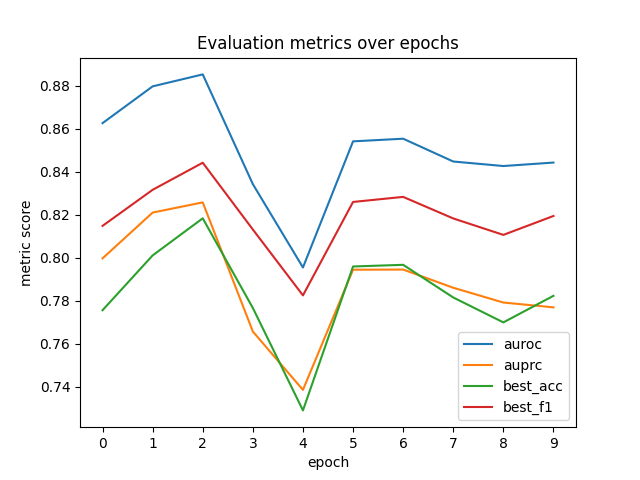 Evaluation metrics over epochs
metric score
0.88
0.86
0.84
0.82
0.80
0.78
0.76
0.74
auroc
auprc
best_acc
best_f1
0 1 2 3 4 5 6 7 8 9
epoch